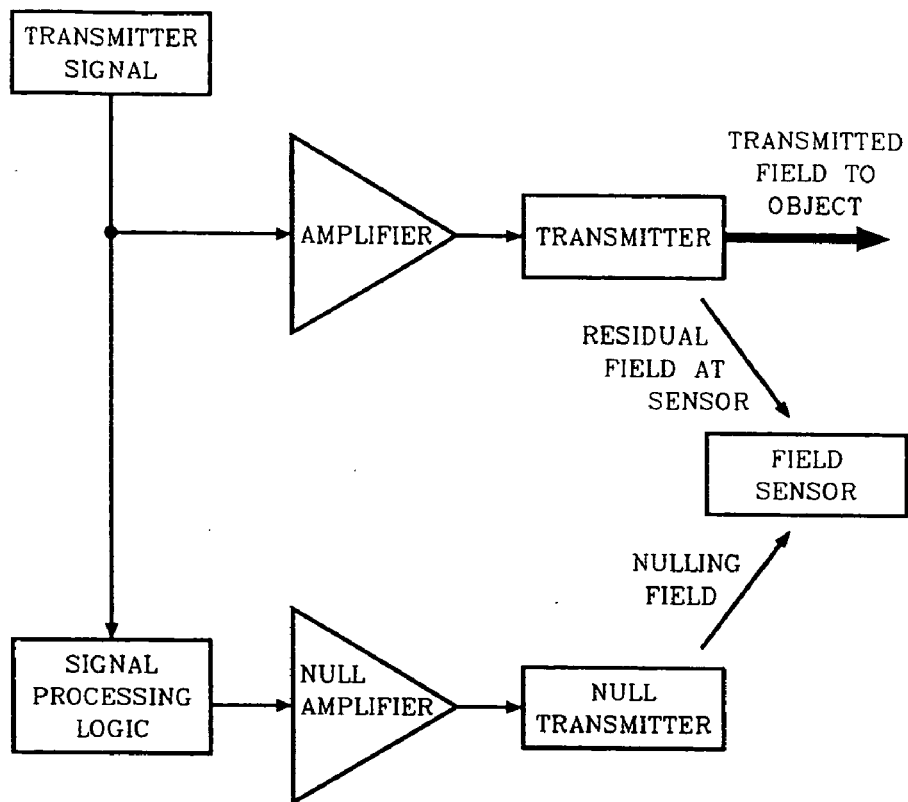 TRANSMITTER
SIGNAL
AMPLIFIER
TRANSMITTER
TRANSMITTED
FIELD TO
OBJECT
RESIDUAL
FIELD AT
SENSOR
FIELD
SENSOR
NULLING
FIELD
SIGNAL
PROCESSING
LOGIC
NULL
AMPLIFIER
NULL
TRANSMITTER